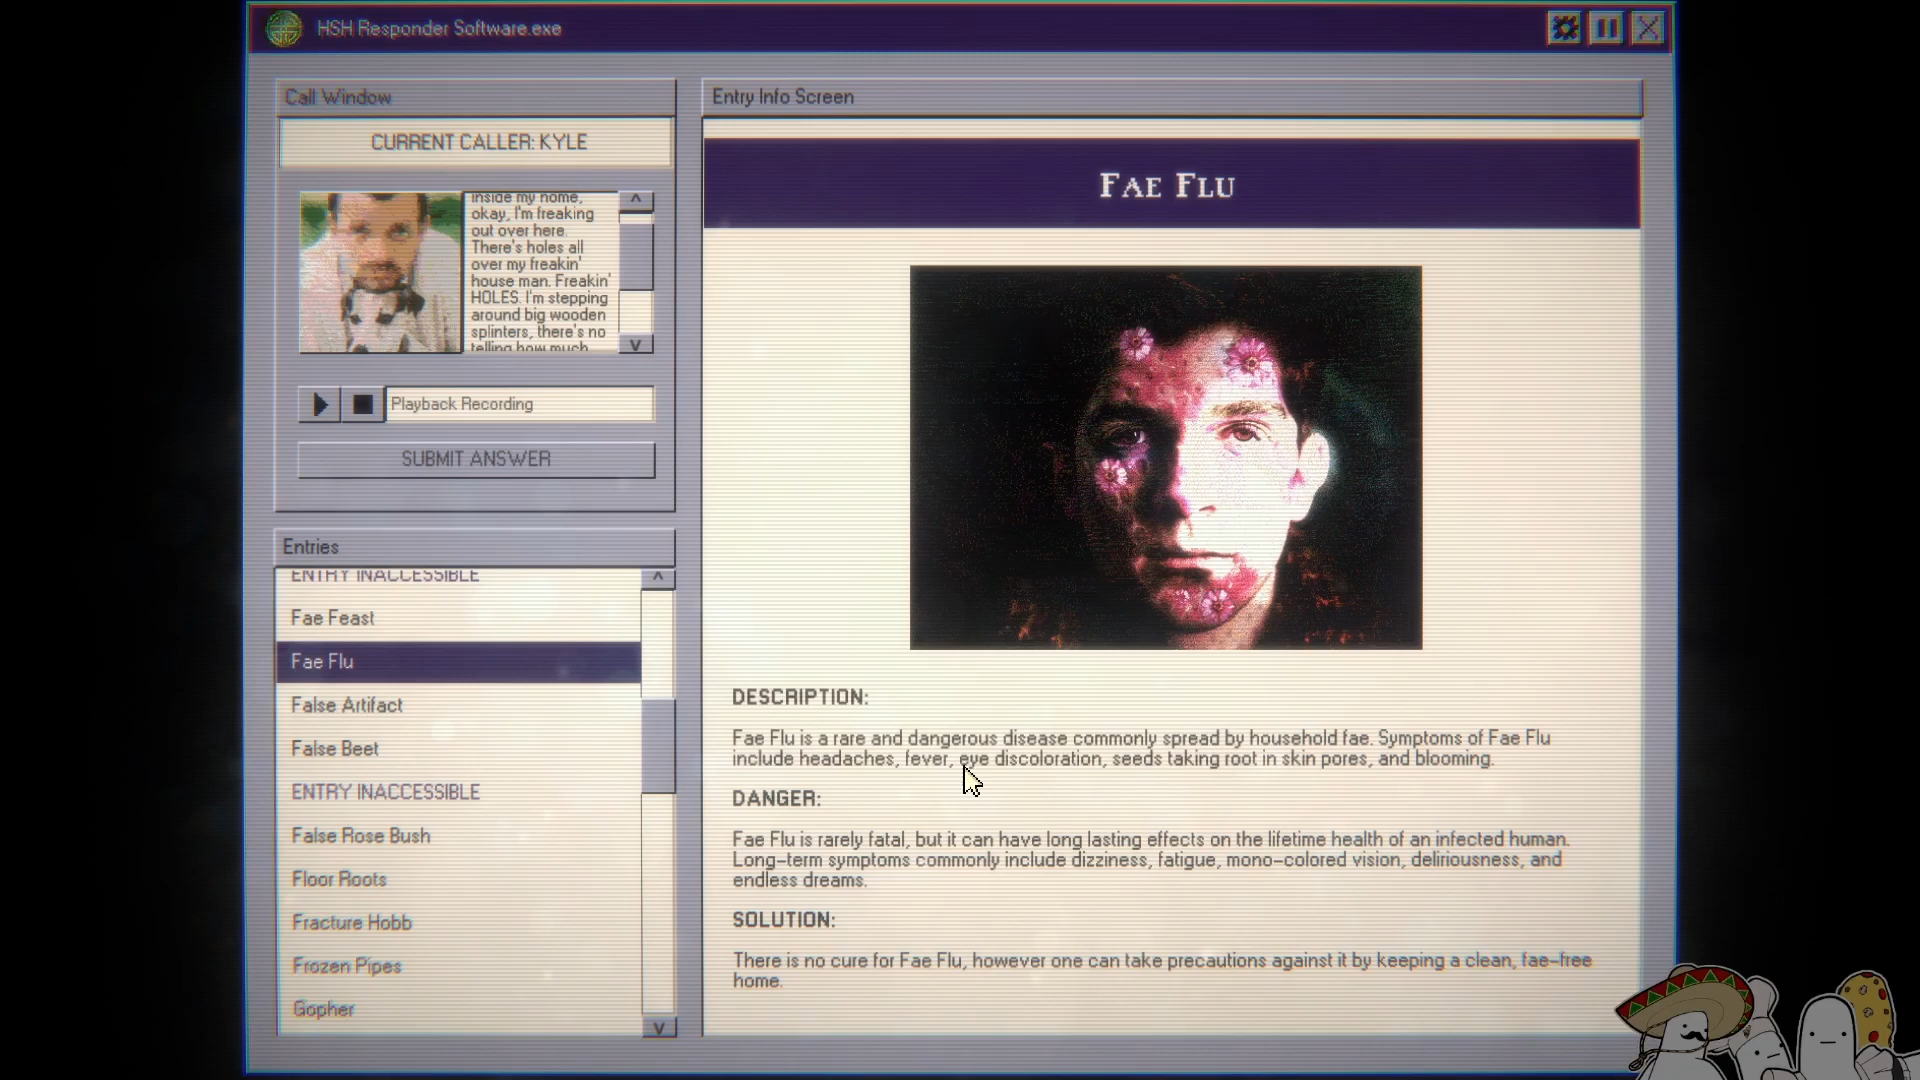 HSH Responder Software.exe
Call Window
CURRENT CALLER: KYLE
inside my home,
okay, I'm freaking
out over here.
There's holes all
over my freakin'
house man. Freakin'
HOLES. I'm stepping
around big wooden
splinters, there's no
telling how much
Playback Recording
SUBMIT ANSWER
Entries
ENTRY INACCESSIBLE
Fae Feast
Fae Flu
False Artifact
False Beet
ENTRY INACCESSIBLE
False Rose Bush
Floor Roots
Fracture Hobb
Frozen Pipes
Gopher
Entry Info Screen
FAE FLU
DESCRIPTION:
Fae Flu is a rare and dangerous disease commonly spread by household fae. Symptoms of Fae Flu
include headaches, fever, eye discoloration, seeds taking root in skin pores, and blooming.
DANGER:
Fae Flu is rarely fatal, but it can have long lasting effects on the lifetime health of an infected human.
Long-term symptoms commonly include dizziness, fatigue, mono-colored vision, deliriousness, and
endless dreams.
SOLUTION:
There is no cure for Fae Flu, however one can take precautions against it by keeping a clean, fae-free
home.